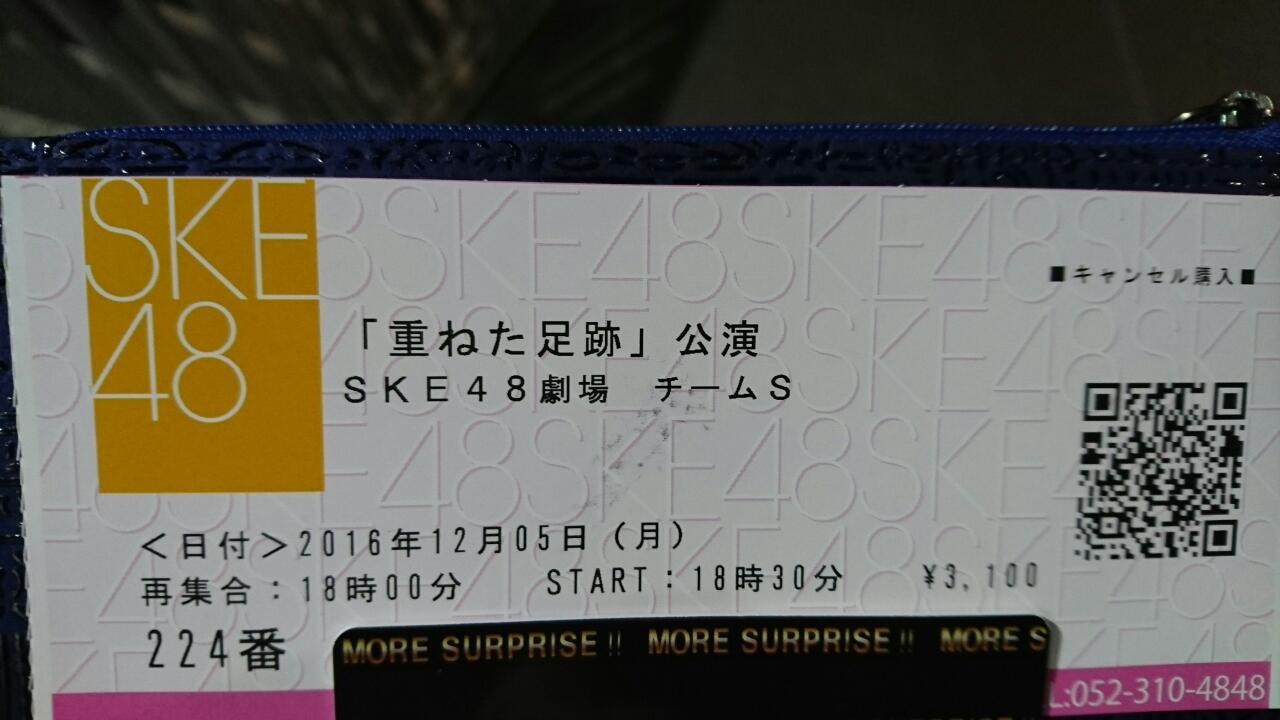 SKE
48
■キャンセル購入■
「重ねた足跡」公演
SKE48劇場 チームS
<日付>2016年12月05日(月)
再集合:18時00分 START:18時30分 ¥3,100
224番
MORE SURPRISE!! MORE SURPRISE!! MORE S
L:052-310-4848